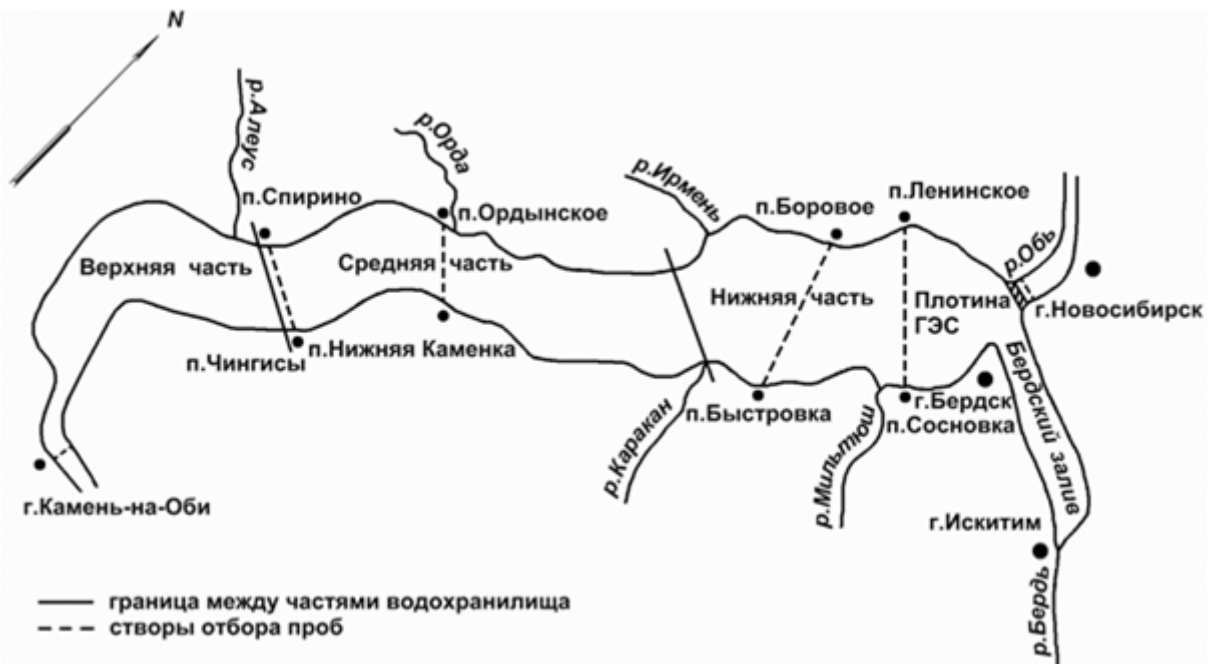 N
р.Алеус
р.Орда
п.Спирино
п.Ордынское
р.Ирмень
п.Боровое
п.Ленинское
р.Обь
Верхняя часть
Средняя часть
Нижняя часть
Плотина
ГЭС
г.Новосибирск
п.Чингисы
п.Нижняя Каменка
п.Быстровка
г.Бердск
п.Сосновка
Бердский залив
р.Каракан
р.Мильтюш
г.Камень-на-Оби
г.Искитим
р.Бердь
граница между частями водохранилища
створы отбора проб